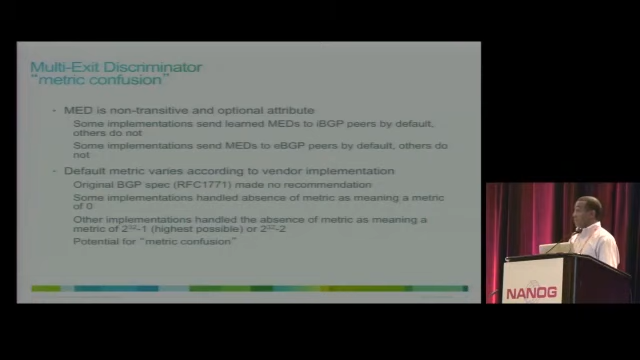 Multi-Exit Discriminator
"metric confusion"
MED is non-transitive and optional attribute
Some implementations send learned MEDs to iBGP peers by default,
others do not
Some implementations send MEDs to eBGP peers by default, others do
not
Default metric varies according to vendor implementation
Original BGP spec (RFC1771) made no recommendation
Some implementations handled absence of metric as meaning a metric
of 0
Other implementations handled the absence of metric as meaning a
metric of 2³²-1 (highest possible) or 2³²-2
Potential for "metric confusion"
NANOG